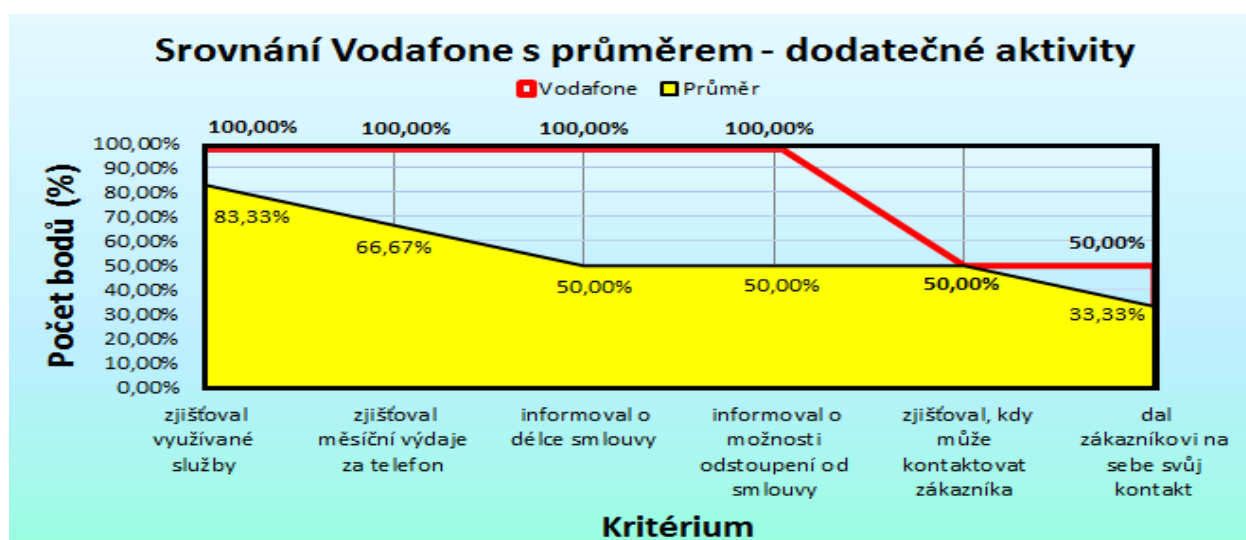 Srovnání Vodafone s průměrem - dodatečné aktivity
Vodafone Průměr
100,00% 100,00% 100,00% 100,00%
100,00%
90,00%
80,00%
70,00%
60,00%
50,00%
40,00%
30,00%
20,00%
10,00%
0,00%
Počet bodů (%)
83,33%
66,67%
50,00%
50,00%
50,00%
50,00%
33,33%
zjišťoval
využívané
služby
zjišťoval
měsíční výdaje
za telefon
informoval o
délce smlouvy
informoval o
možnosti
odstoupení od
smlouvy
zjišťoval, kdy
může
kontaktovat
zákazníka
dal
zákazníkovi na
sebe svůj
kontakt
Kritérium